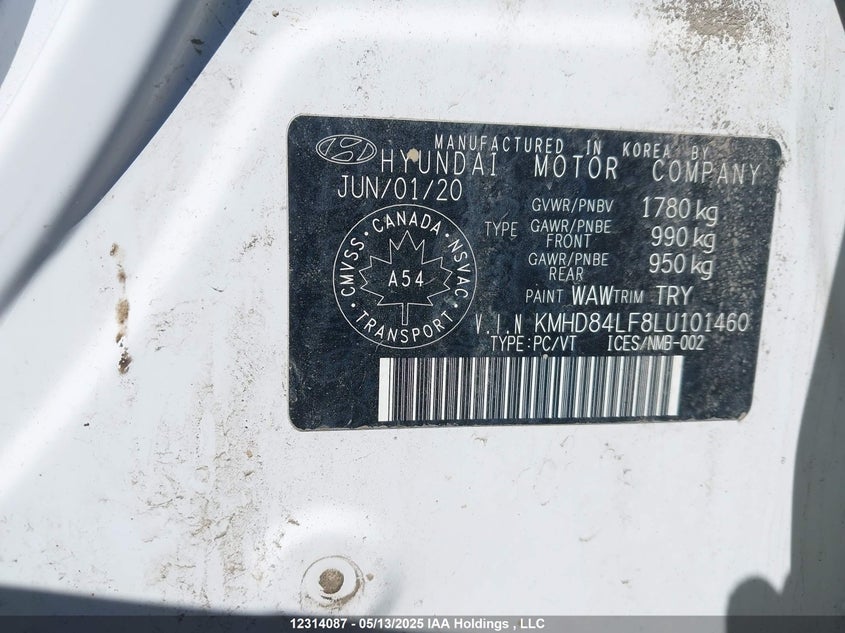 MANUFACTURED IN KOREA BY
HYUNDAI MOTOR COMPANY
JUN/01/20
GVWR/PNBV 1780 kg
TYPE GAWR/PNBE FRONT 990 kg
GAWR/PNBE REAR 950 kg
CMVSS · CANADA · NSVAC · TRANSPORT ·
A54
PAINT WAW TRIM TRY
V.I.N KMHD84LF8LU101460
TYPE:PC/VT ICES/NMB-002
12314087 - 05/13/2025 IAA Holdings , LLC